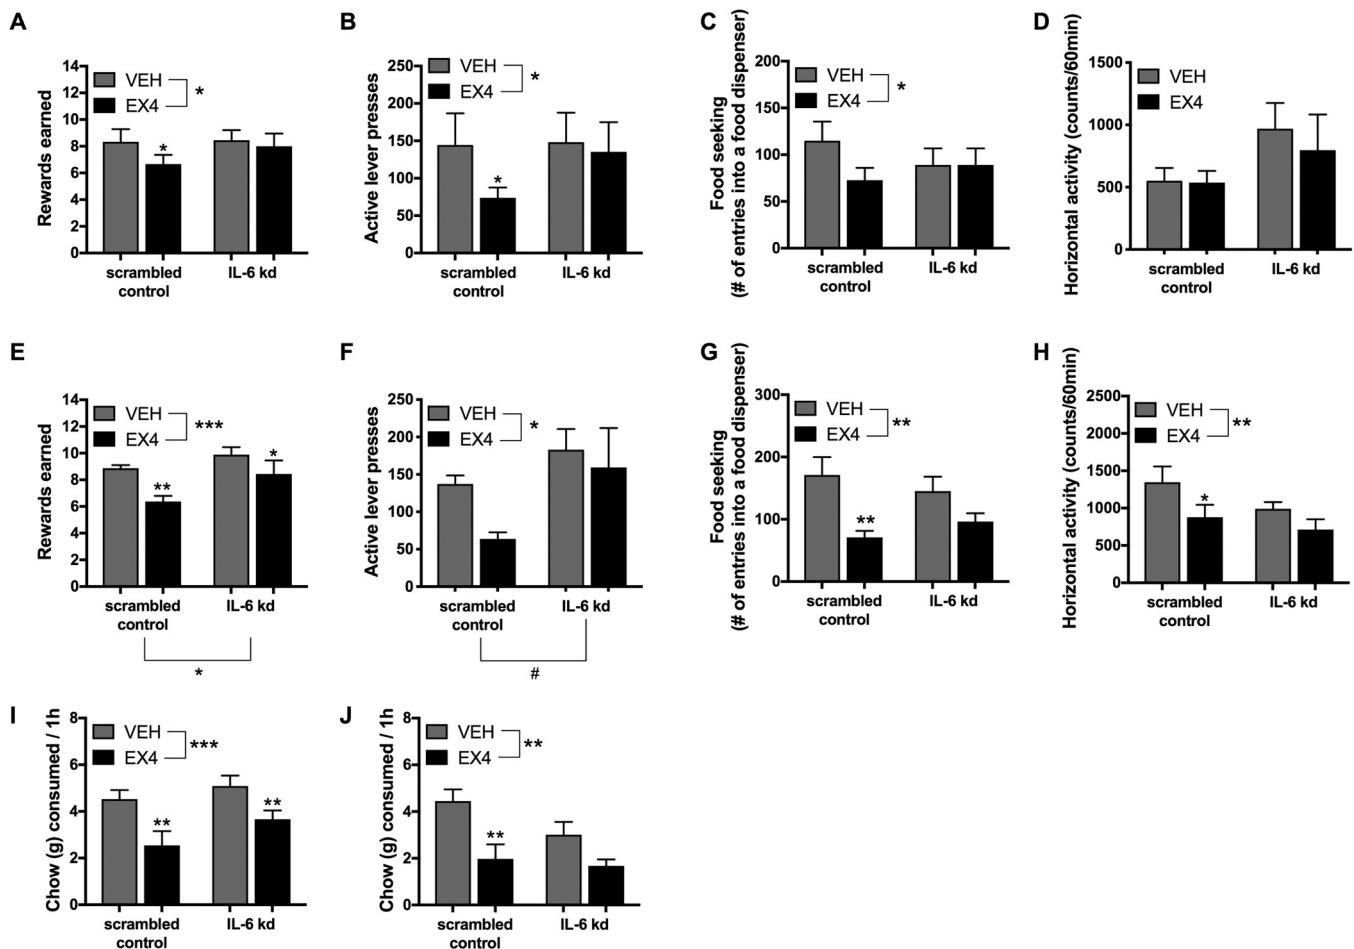 A
Rewards earned
14
12
10
8
6
4
2
0
VEH
EX4
*
*
scrambled
control
IL-6 kd
B
Active lever presses
250
200
150
100
50
0
VEH
EX4
*
*
scrambled
control
IL-6 kd
C
Food seeking
(# of entries into a food dispenser)
200
150
100
50
0
VEH
EX4
*
scrambled
control
IL-6 kd
D
Horizontal activity (counts/60min)
1500
1000
500
0
VEH
EX4
scrambled
control
IL-6 kd
E
Rewards earned
14
12
10
8
6
4
2
0
VEH
EX4
***
**
*
scrambled
control
IL-6 kd
*
F
Active lever presses
250
200
150
100
50
0
VEH
EX4
*
scrambled
control
IL-6 kd
#
G
Food seeking
(# of entries into a food dispenser)
300
200
100
0
VEH
EX4
**
**
scrambled
control
IL-6 kd
H
Horizontal activity (counts/60min)
2500
2000
1500
1000
500
0
VEH
EX4
**
*
scrambled
control
IL-6 kd
I
Chow (g) consumed / 1h
8
6
4
2
0
VEH
EX4
***
**
**
scrambled
control
IL-6 kd
J
Chow (g) consumed / 1h
8
6
4
2
0
VEH
EX4
**
**
scrambled
control
IL-6 kd